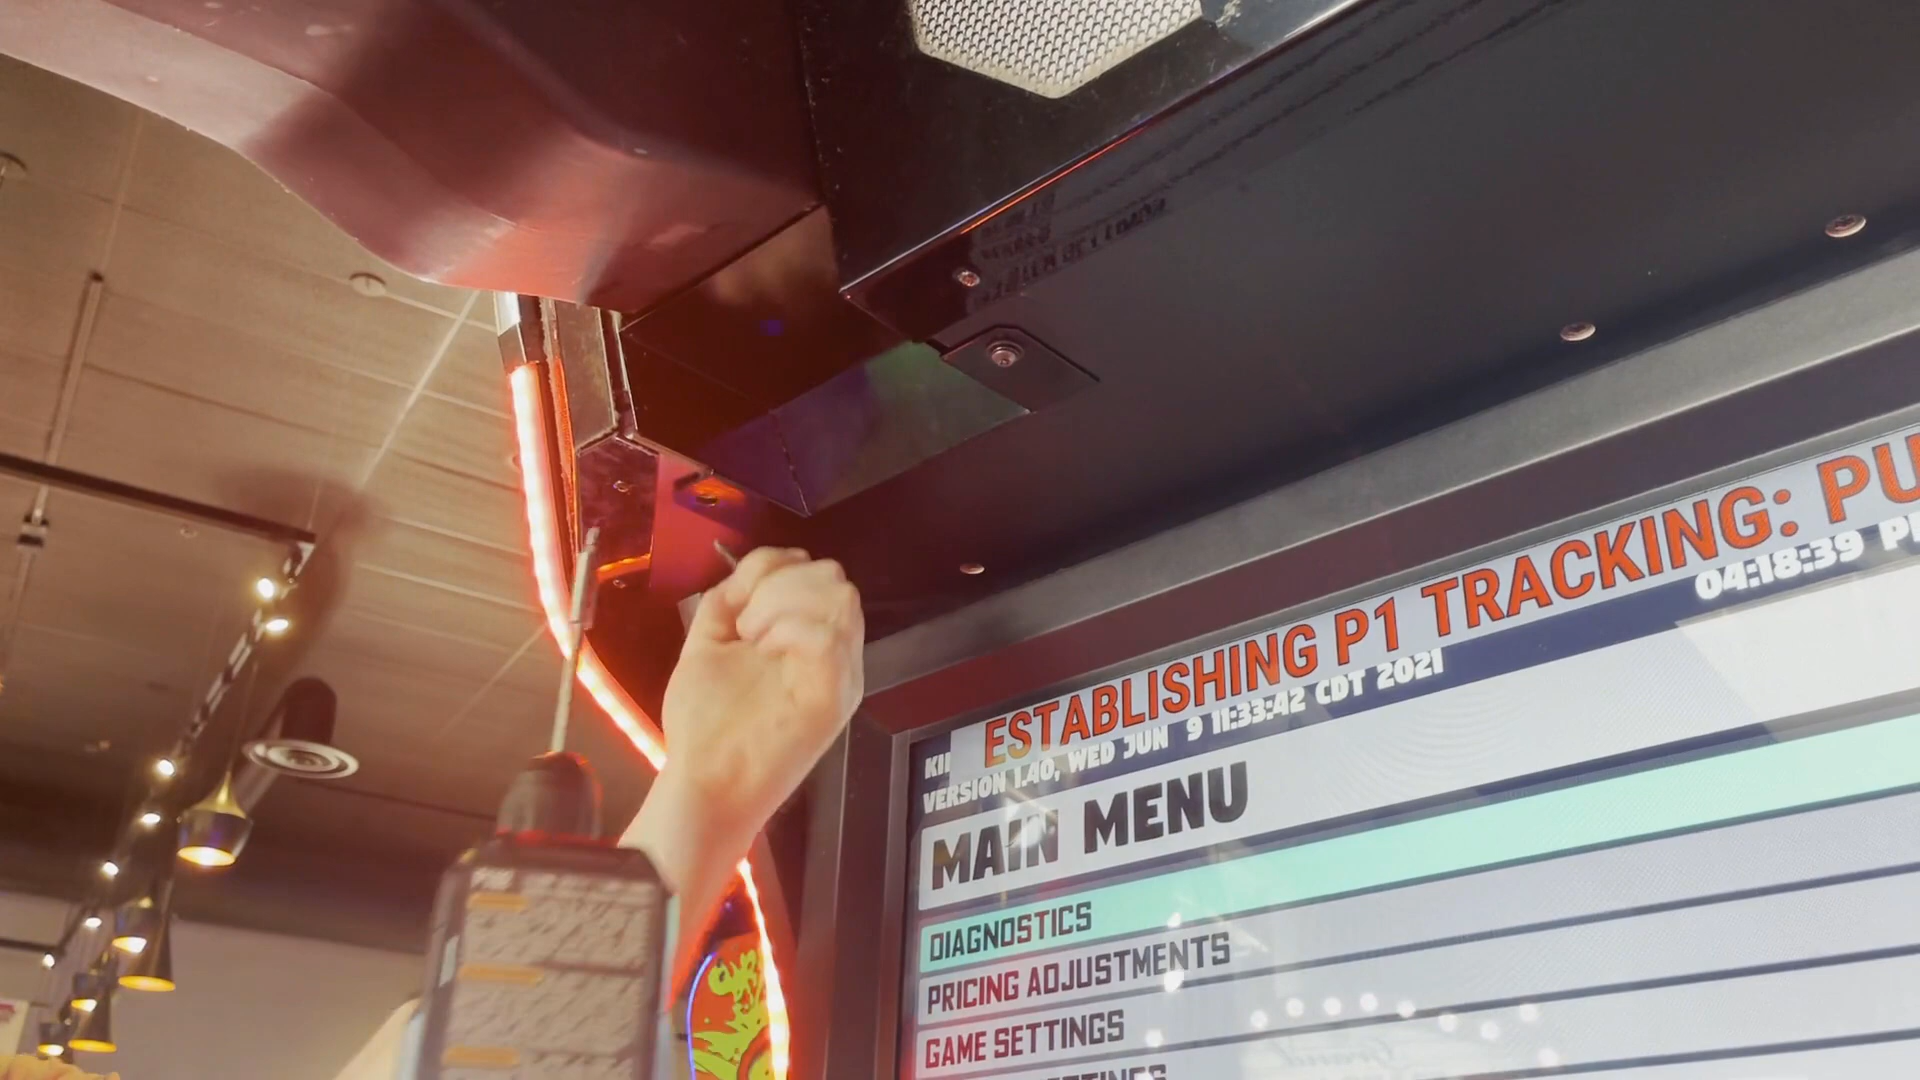 ESTABLISHING P1 TRACKING: PU
04:18:39 P
KI
VERSION 1.40, WED JUN 9 11:33:42 CDT 2021
MAIN MENU
DIAGNOSTICS
PRICING ADJUSTMENTS
GAME SETTINGS